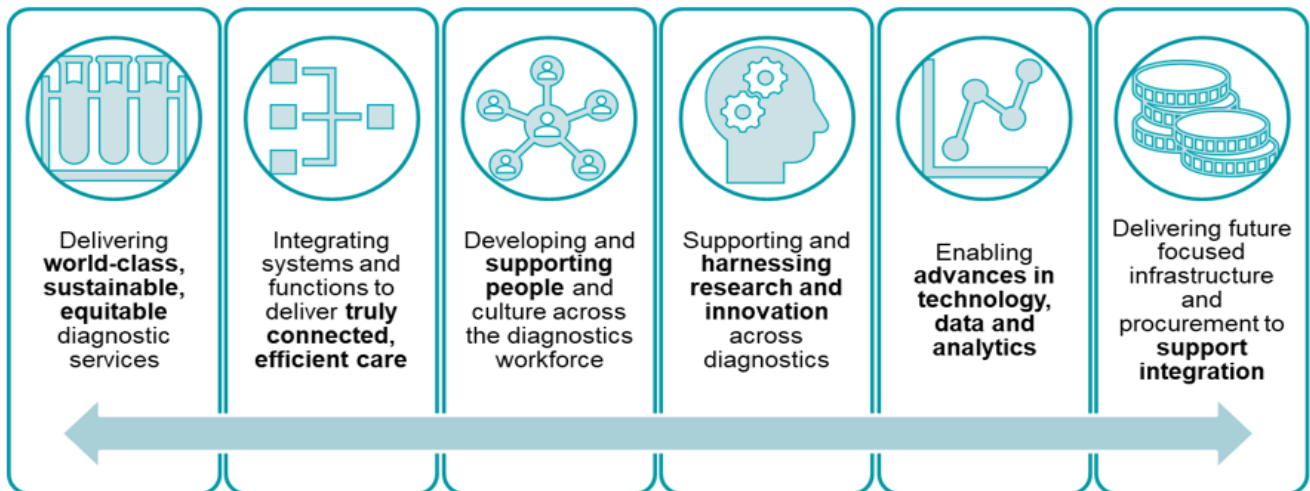 Delivering
world-class,
sustainable,
equitable
diagnostic
services
Integrating
systems and
functions to
deliver truly
connected,
efficient care
Developing and
supporting
people and
culture across
the diagnostics
workforce
Supporting and
harnessing
research and
innovation
across
diagnostics
Enabling
advances in
technology,
data and
analytics
Delivering future
focused
infrastructure
and
procurement to
support
integration